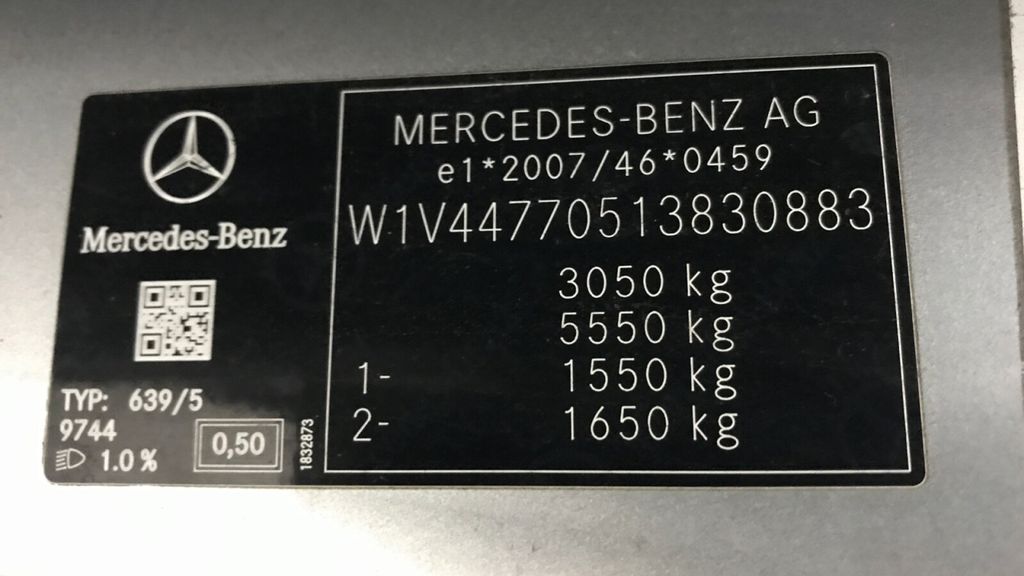 Mercedes-Benz
TYP: 639/5
9744
1.0 %
0,50
1832873
MERCEDES-BENZ AG
e1*2007/46*0459
W1V44770513830883
3050 kg
5550 kg
1- 1550 kg
2- 1650 kg